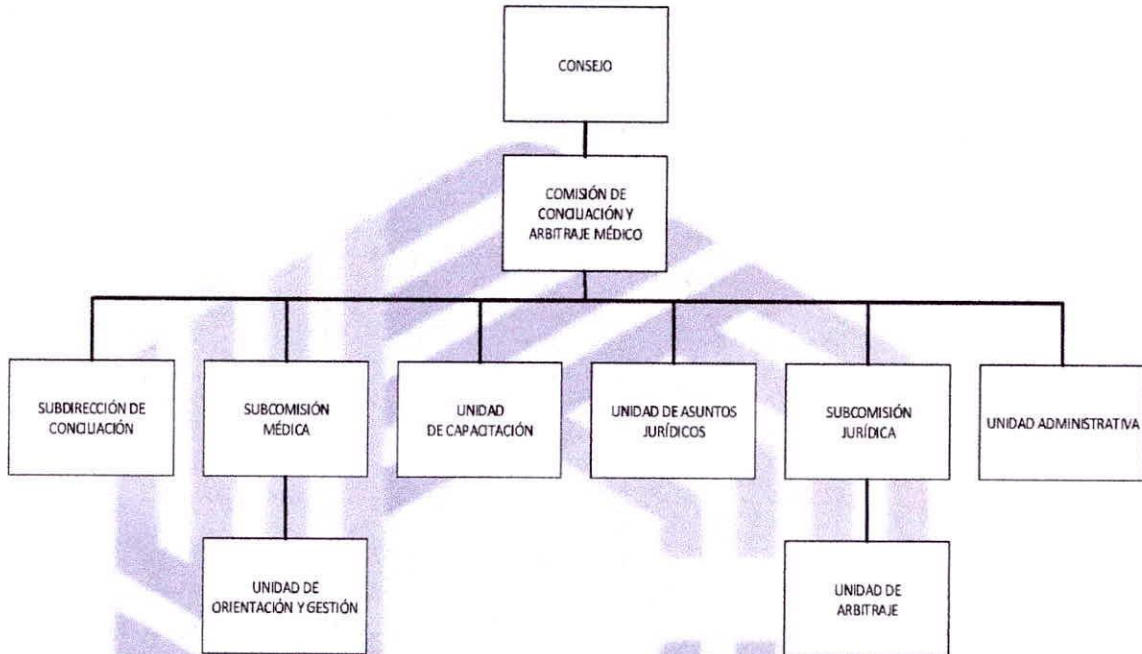 CONSEJO
COMISIÓN DE
CONCILIACIÓN Y
ARBITRAJE MÉDICO
SUBDIRECCIÓN DE
CONCILIACIÓN
SUBCOMISIÓN
MÉDICA
UNIDAD
DE CAPACITACIÓN
UNIDAD DE ASUNTOS
JURÍDICOS
SUBCOMISIÓN
JURÍDICA
UNIDAD ADMINISTRATIVA
UNIDAD DE
ORIENTACIÓN Y GESTIÓN
UNIDAD DE
ARBITRAJE